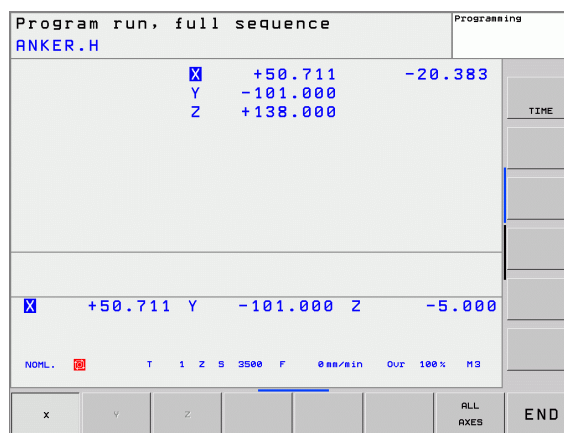 Program run, full sequence
Programming
ANKER.H
X +50.711 -20.383
Y -101.000
Z +138.000
TIME
X +50.711 Y -101.000 Z -5.000
NOML. T 1 Z S 3500 F 0mm/min Ovr 100% M3
X Y Z ALL AXES END